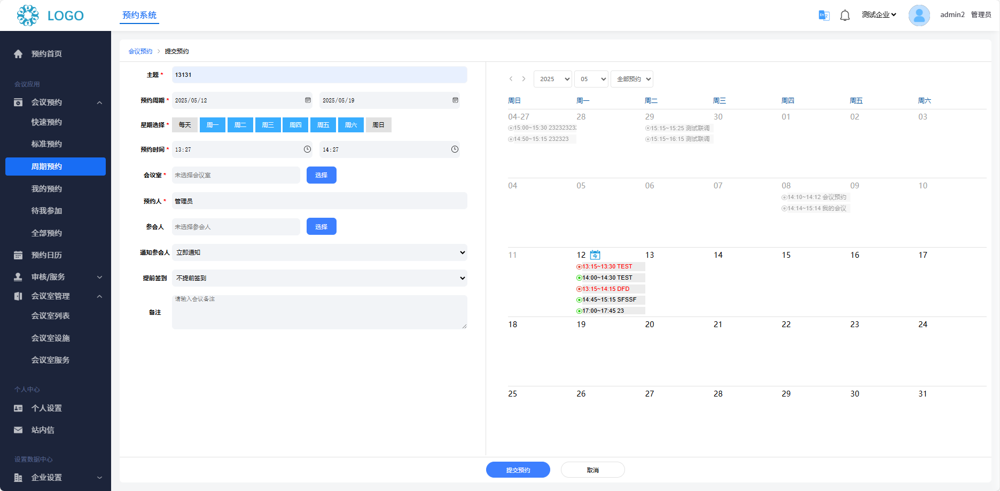 LOGO
预约系统
测试企业
admin2 管理员
预约首页
会议应用
会议预约
快速预约
标准预约
周期预约
我的预约
待我参加
全部预约
预约日历
审核/服务
会议室管理
会议室列表
会议室设施
会议室服务
个人中心
个人设置
站内信
设置数据中心
企业设置
会议预约 > 提交预约
主题 * 13131
预约周期 * 2025/05/12 2025/05/19
星期选择 * 每天 周一 周二 周三 周四 周五 周六 周日
预约时间 * 13:27 14:27
会议室 * 未选择会议室 选择
预约人 * 管理员
参会人 未选择参会人 选择
通知参会人 立即通知
提前签到 不提前签到
备注 请输入会议备注
2025 05 全部预约
周日 周一 周二 周三 周四 周五 周六
04-27 28 29 30 01 02 03
15:00~15:30 23232323
15:15~15:25 测试联调
14:50~15:15 232323
15:15~16:15 测试联调
04 05 06 07 08 09 10
14:10~14:12 会议预约
14:14~15:14 我的会议
11 12 今 13 14 15 16 17
13:15~13:30 TEST
14:00~14:30 TEST
13:15~14:15 DFD
14:45~15:15 SFSSF
17:00~17:45 23
18 19 20 21 22 23 24
25 26 27 28 29 30 31
提交预约 取消